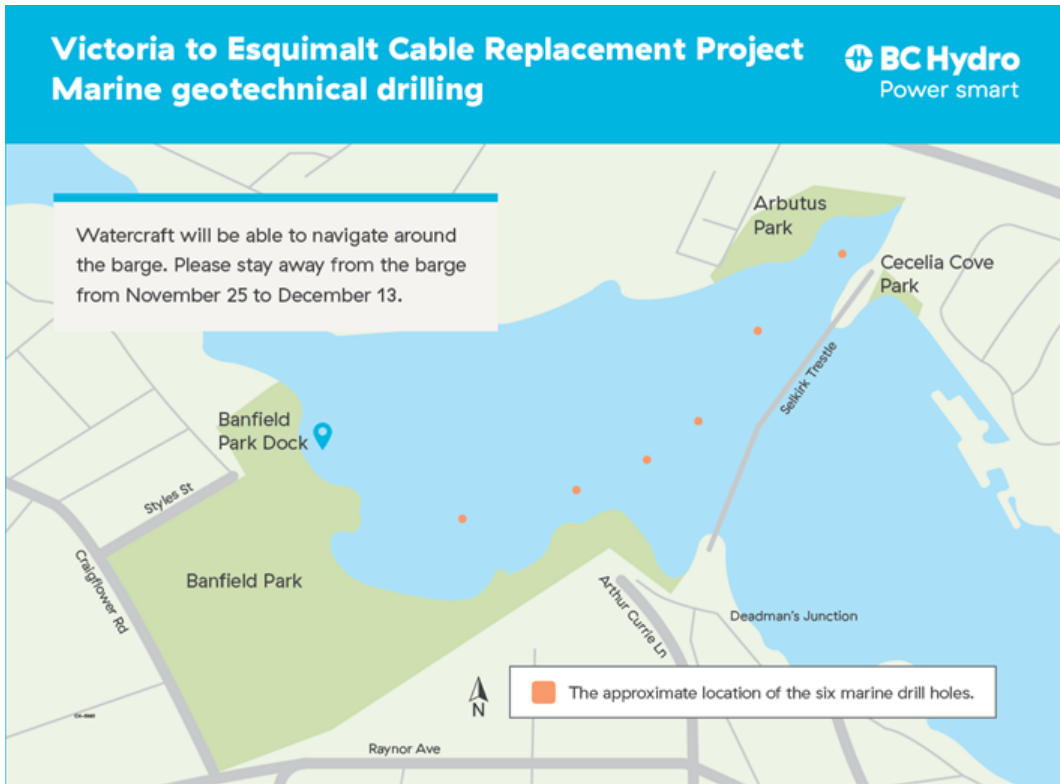 Victoria to Esquimalt Cable Replacement Project
Marine geotechnical drilling
BC Hydro
Power smart
Watercraft will be able to navigate around
the barge. Please stay away from the barge
from November 25 to December 13.
Arbutus
Park
Cecelia Cove
Park
Selkirk Trestle
Banfield
Park Dock
Styles St
Craigflower Rd
Banfield Park
Arthur Currie Ln
Deadman's Junction
N
The approximate location of the six marine drill holes.
Raynor Ave